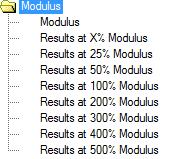 Modulus
Modulus
Results at X% Modulus
Results at 25% Modulus
Results at 50% Modulus
Results at 100% Modulus
Results at 200% Modulus
Results at 300% Modulus
Results at 400% Modulus
Results at 500% Modulus